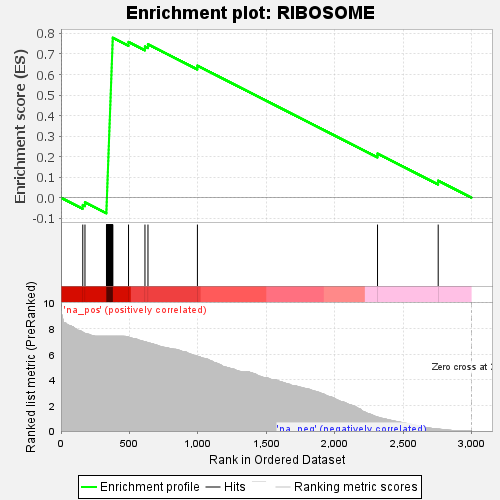 Enrichment plot: RIBOSOME
Enrichment score (ES)
0.8
0.7
0.6
0.5
0.4
0.3
0.2
0.1
0.0
-0.1
'na_pos' (positively correlated)
Ranked list metric (PreRanked)
10
8
6
4
2
0
Zero cross at
'na_neg' (negatively correlated)
0 500 1,000 1,500 2,000 2,500 3,000
Rank in Ordered Dataset
Enrichment profile Hits Ranking metric scores